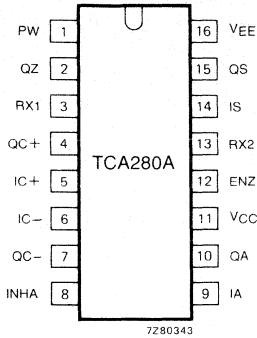 PW 1 16 VEE
QZ 2 15 QS
RX1 3 14 IS
QC+ 4 13 RX2
TCA280A
IC+ 5 12 ENZ
IC- 6 11 VCC
QC- 7 10 QA
INHA 8 9 IA
7Z80343